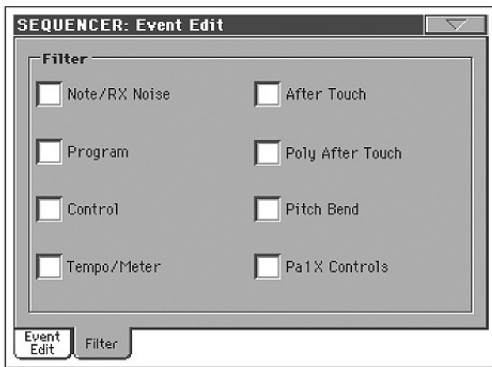 SEQUENCER: Event Edit
Filter
Note/RX Noise
After Touch
Program
Poly After Touch
Control
Pitch Bend
Tempo/Meter
Pa1X Controls
Event
Edit
Filter